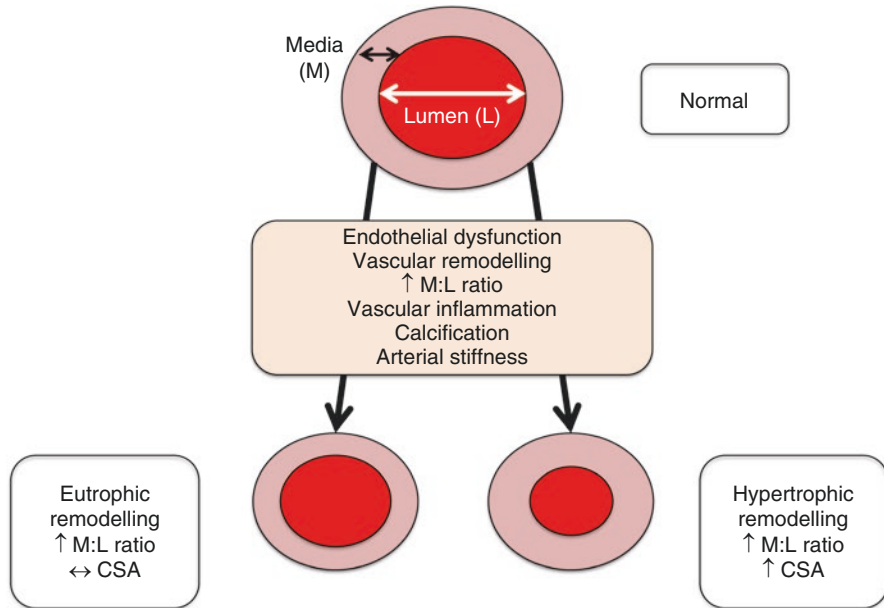 Media
(M)
Lumen (L)
Normal
Endothelial dysfunction
Vascular remodelling
↑ M:L ratio
Vascular inflammation
Calcification
Arterial stiffness
Eutrophic
remodelling
↑ M:L ratio
↔ CSA
Hypertrophic
remodelling
↑ M:L ratio
↑ CSA